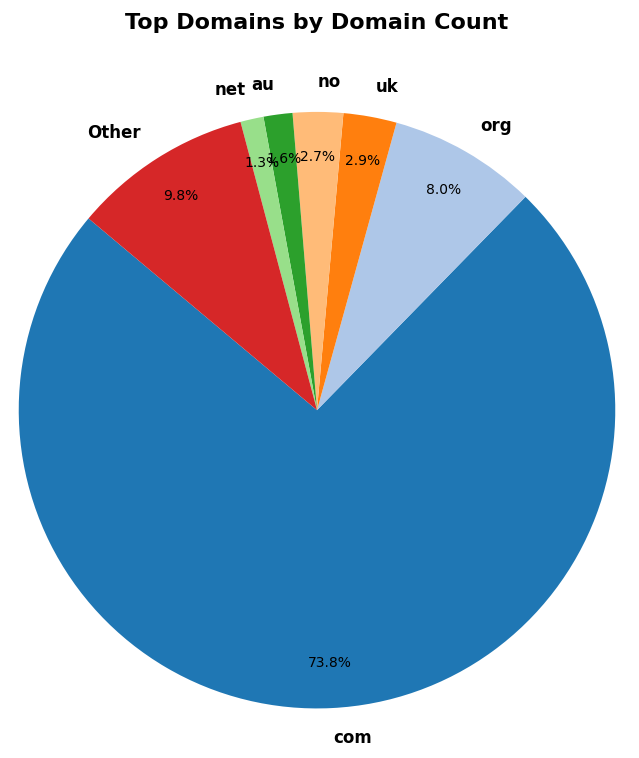 Top Domains by Domain Count
no
au
uk
net
org
Other
1.3%
1.6%
2.7%
2.9%
8.0%
9.8%
73.8%
com